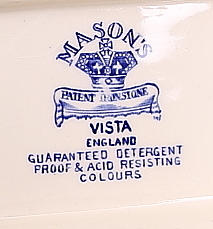 MASON'S
PATENT IRONSTONE
VISTA
ENGLAND
GUARANTEED DETERGENT
PROOF & ACID RESISTING
COLOURS